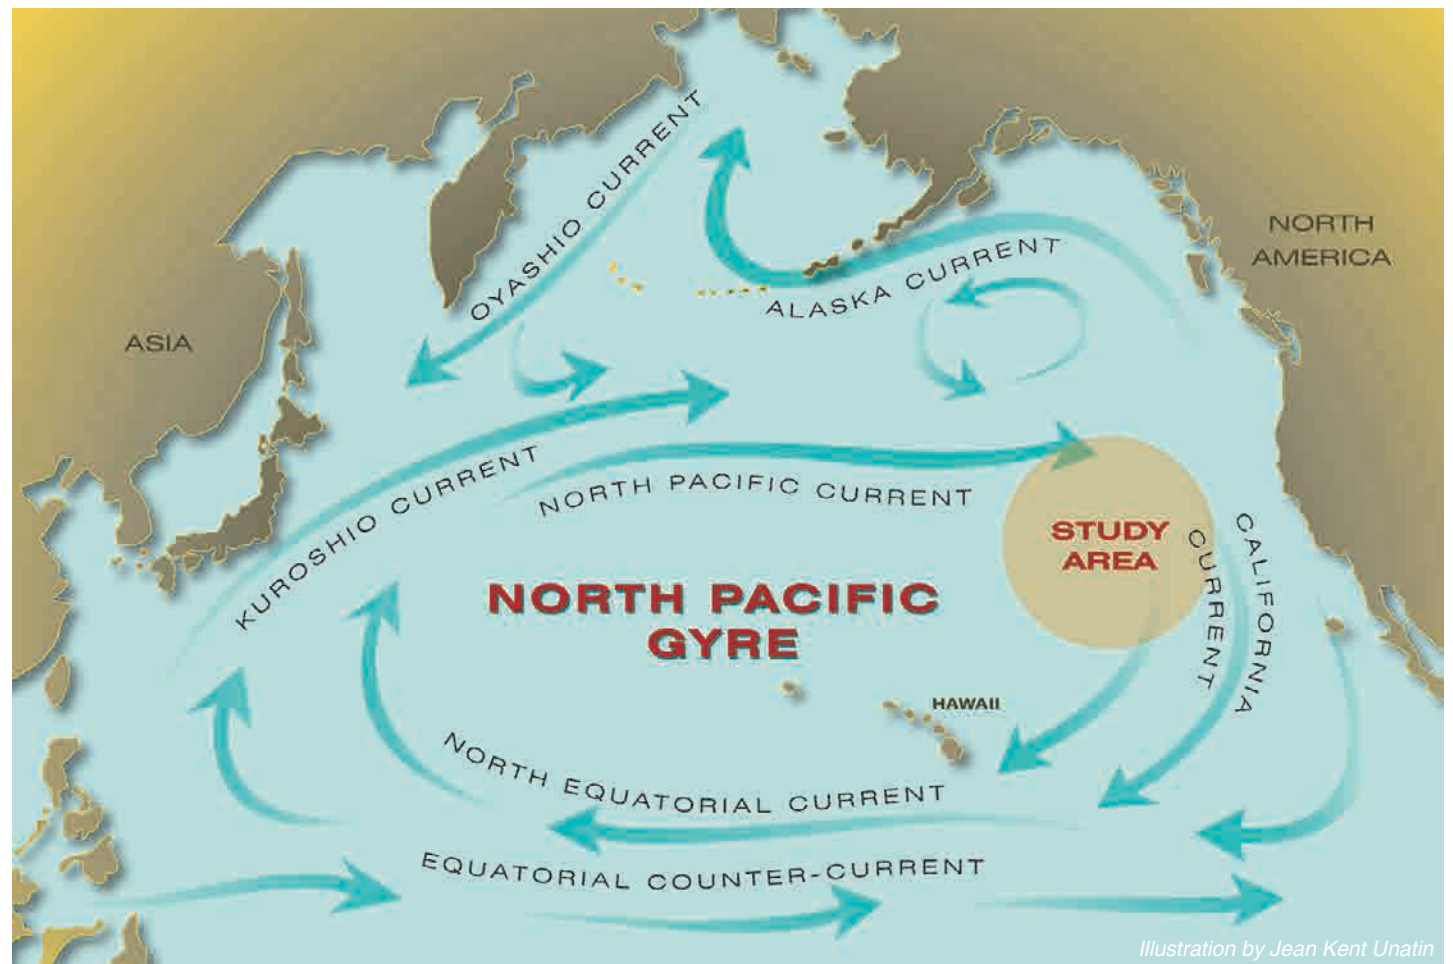 OYASHIO CURRENT
ALASKA CURRENT
NORTH
AMERICA
ASIA
KUROSHIO CURRENT
NORTH PACIFIC CURRENT
STUDY
AREA
CALIFORNIA
CURRENT
NORTH PACIFIC
GYRE
HAWAII
NORTH EQUATORIAL CURRENT
EQUATORIAL COUNTER-CURRENT
Illustration by Jean Kent Unatin